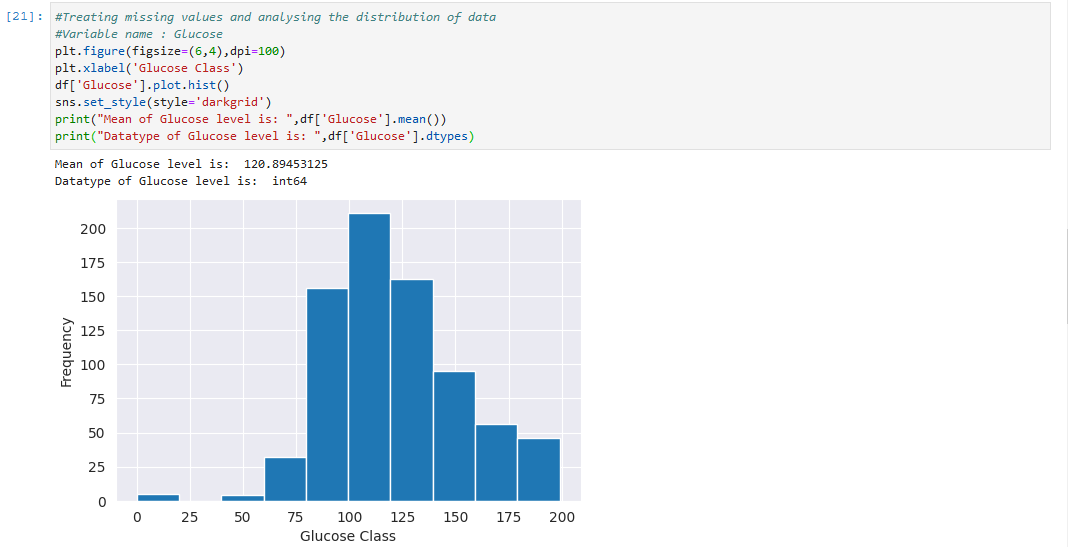 [21]: #Treating missing values and analysing the distribution of data
#Variable name : Glucose
plt.figure(figsize=(6,4),dpi=100)
plt.xlabel('Glucose Class')
df['Glucose'].plot.hist()
sns.set_style(style='darkgrid')
print("Mean of Glucose level is: ",df['Glucose'].mean())
print("Datatype of Glucose level is: ",df['Glucose'].dtypes)
Mean of Glucose level is:  120.89453125
Datatype of Glucose level is:  int64
200
175
150
125
100
75
50
25
0
Frequency
0 25 50 75 100 125 150 175 200
Glucose Class